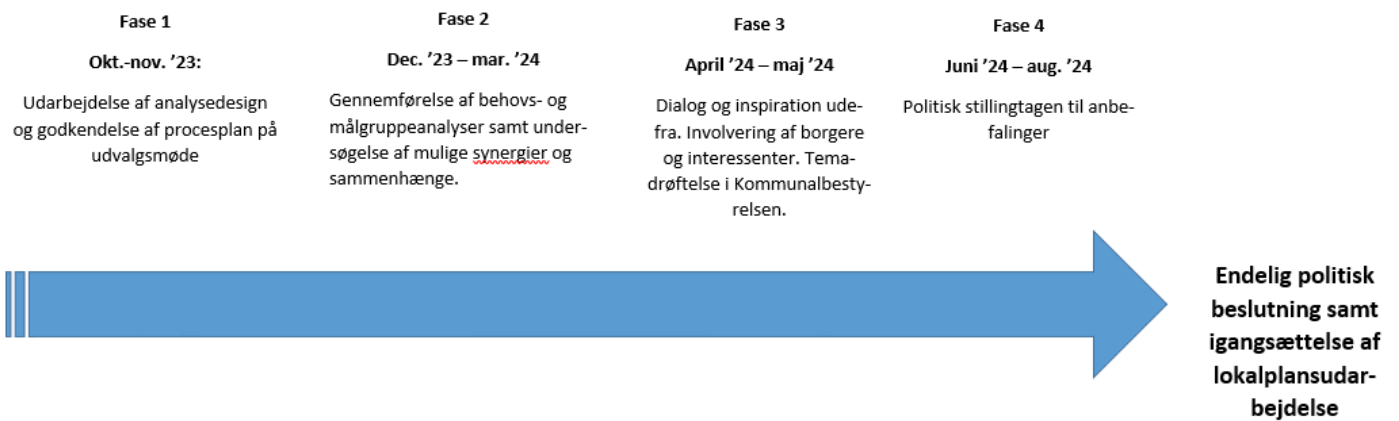 Fase 1
Okt.-nov. ’23:
Udarbejdelse af analysedesign
og godkendelse af procesplan på
udvalgsmøde
Fase 2
Dec. ’23 – mar. ’24
Gennemførelse af behovs- og
målgruppeanalyser samt under-
søgelse af mulige synergier og
sammenhænge.
Fase 3
April ’24 – maj ’24
Dialog og inspiration ude-
fra. Involvering af borgere
og interessenter. Tema-
drøftelse i Kommunalbesty-
relsen.
Fase 4
Juni ’24 – aug. ’24
Politisk stillingtagen til anbe-
falinger
Endelig politisk
beslutning samt
igangsættelse af
lokalplansudar-
bejdelse